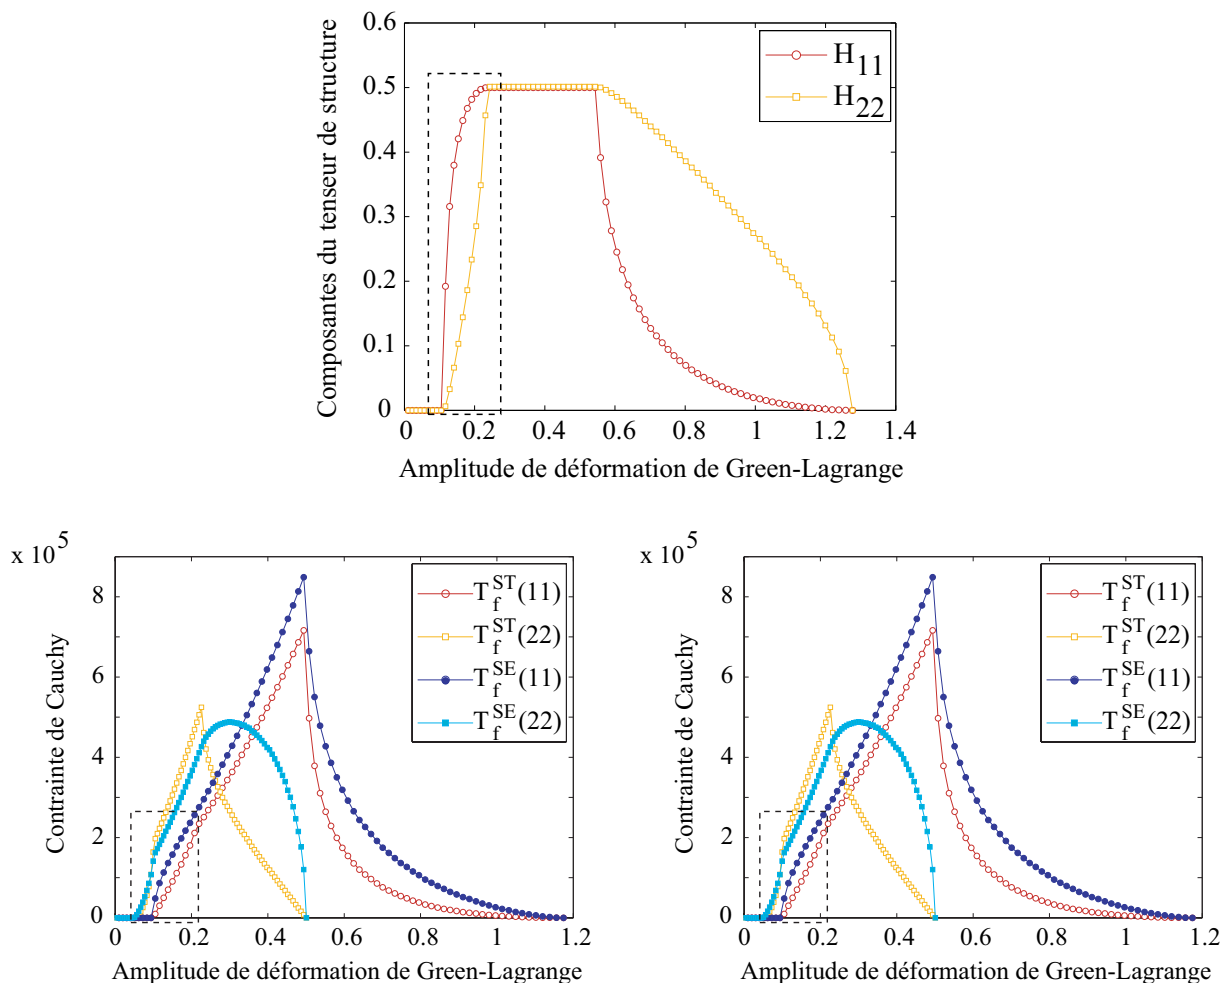 0.6
0.5
0.4
0.3
0.2
0.1
0
Composantes du tenseur de structure
H11
H22
0 0.2 0.4 0.6 0.8 1 1.2 1.4
Amplitude de déformation de Green-Lagrange
x 10^5
8
6
4
2
0
Contrainte de Cauchy
T_f^ST(11)
T_f^ST(22)
T_f^SE(11)
T_f^SE(22)
0 0.2 0.4 0.6 0.8 1 1.2
Amplitude de déformation de Green-Lagrange
x 10^5
8
6
4
2
0
Contrainte de Cauchy
T_f^ST(11)
T_f^ST(22)
T_f^SE(11)
T_f^SE(22)
0 0.2 0.4 0.6 0.8 1 1.2
Amplitude de déformation de Green-Lagrange